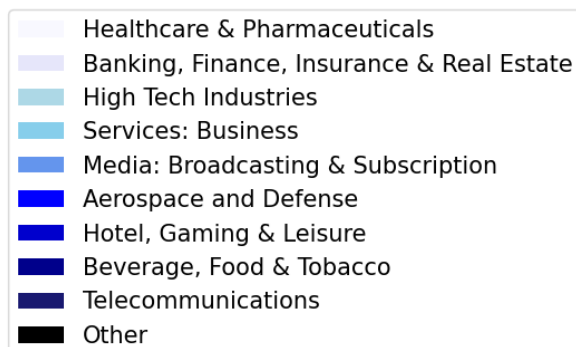 Healthcare & Pharmaceuticals
Banking, Finance, Insurance & Real Estate
High Tech Industries
Services: Business
Media: Broadcasting & Subscription
Aerospace and Defense
Hotel, Gaming & Leisure
Beverage, Food & Tobacco
Telecommunications
Other